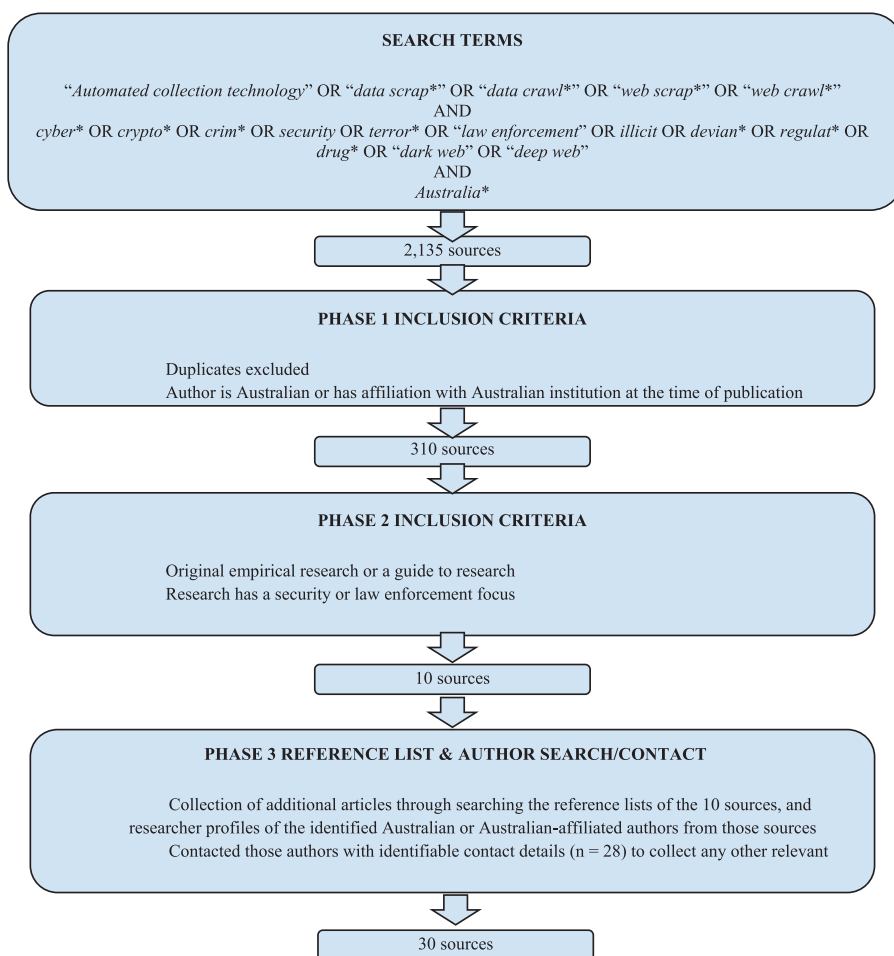 SEARCH TERMS
“Automated collection technology” OR “data scrap*” OR “data crawl*” OR “web scrap*” OR “web crawl*”
AND
cyber* OR crypto* OR crim* OR security OR terror* OR “law enforcement” OR illicit OR devian* OR regulat* OR
drug* OR “dark web” OR “deep web”
AND
Australia*
2,135 sources
PHASE 1 INCLUSION CRITERIA
Duplicates excluded
Author is Australian or has affiliation with Australian institution at the time of publication
310 sources
PHASE 2 INCLUSION CRITERIA
Original empirical research or a guide to research
Research has a security or law enforcement focus
10 sources
PHASE 3 REFERENCE LIST & AUTHOR SEARCH/CONTACT
Collection of additional articles through searching the reference lists of the 10 sources, and
researcher profiles of the identified Australian or Australian-affiliated authors from those sources
Contacted those authors with identifiable contact details (n = 28) to collect any other relevant
30 sources